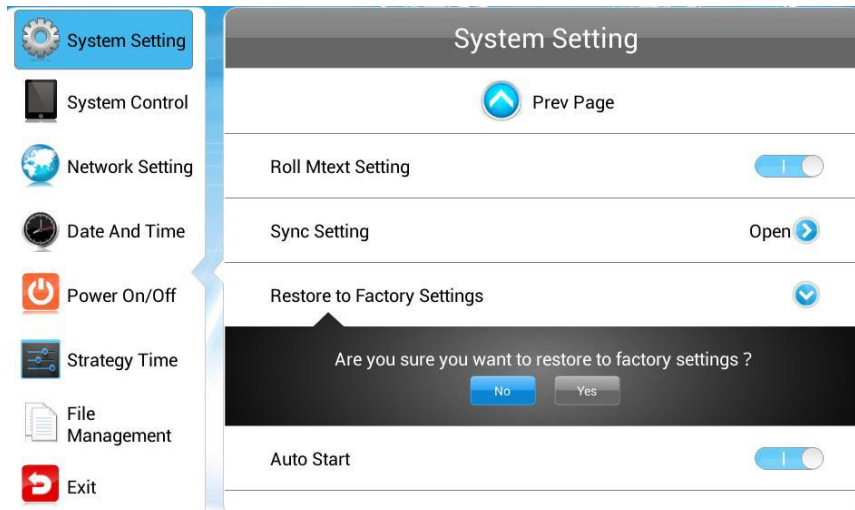 System Setting
System Control
Network Setting
Date And Time
Power On/Off
Strategy Time
File
Management
Exit
System Setting
Prev Page
Roll Mtext Setting
Sync Setting
Open
Restore to Factory Settings
Are you sure you want to restore to factory settings ?
No
Yes
Auto Start